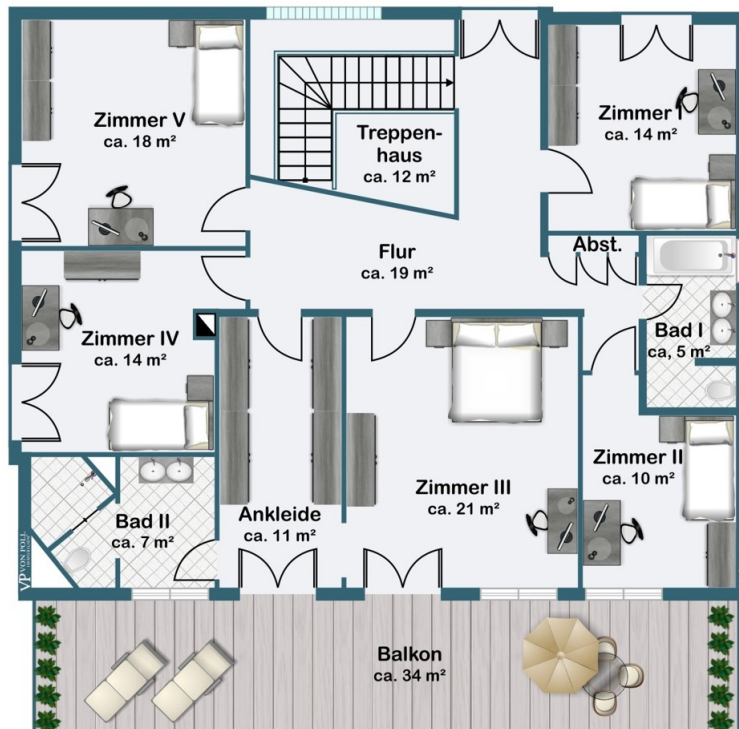 Zimmer V
ca. 18 m²
Treppen-
haus
ca. 12 m²
Zimmer I
ca. 14 m²
Flur
ca. 19 m²
Abst.
Zimmer IV
ca. 14 m²
Bad I
ca, 5 m²
Zimmer III
ca. 21 m²
Zimmer II
ca. 10 m²
Bad II
ca. 7 m²
Ankleide
ca. 11 m²
VP VON POLL
Balkon
ca. 34 m²